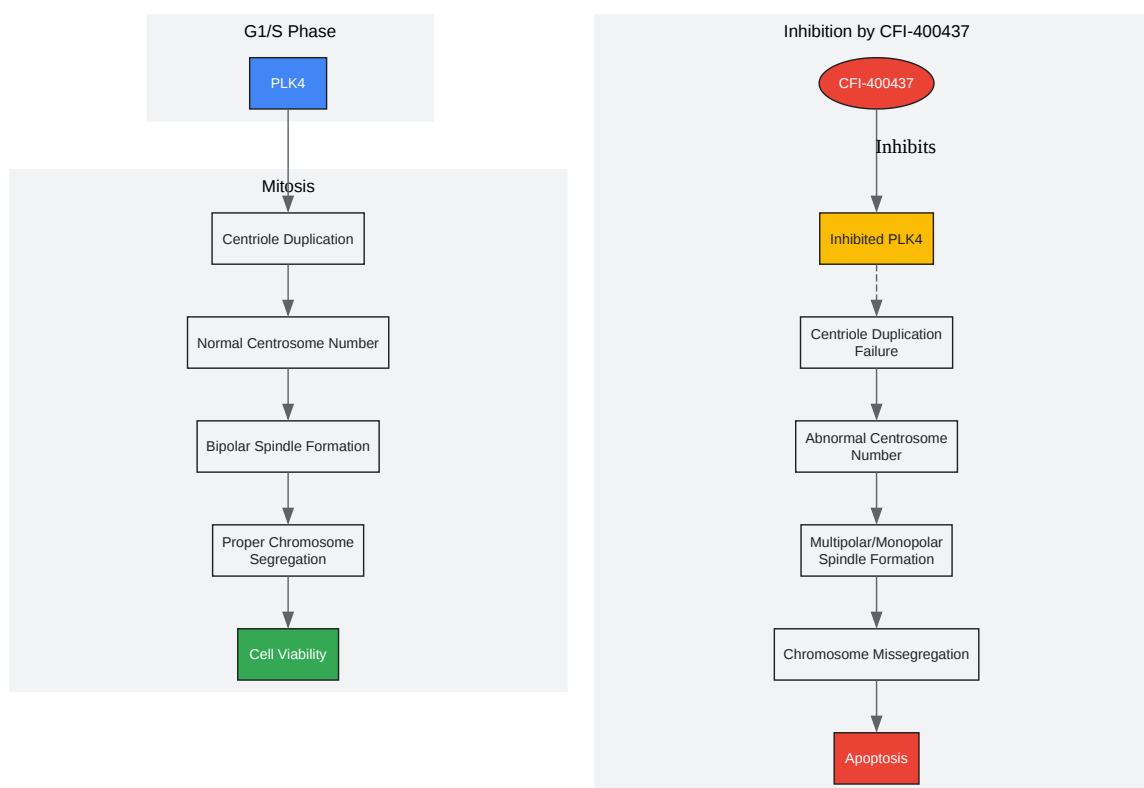 G1/S Phase
PLK4
Mitosis
Centriole Duplication
Normal Centrosome Number
Bipolar Spindle Formation
Proper Chromosome
Segregation
Cell Viability
Inhibition by CFI-400437
CFI-400437
Inhibits
Inhibited PLK4
Centriole Duplication
Failure
Abnormal Centrosome
Number
Multipolar/Monopolar
Spindle Formation
Chromosome Missegregation
Apoptosis